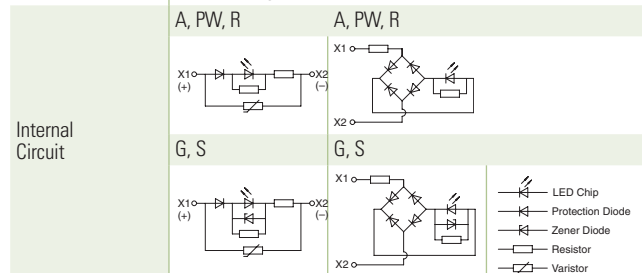 A, PW, R
A, PW, R
X1
(+)
X2
(–)
X1
X2
Internal
Circuit
G, S
G, S
X1
(+)
X2
(–)
X1
X2
LED Chip
Protection Diode
Zener Diode
Resistor
Varistor